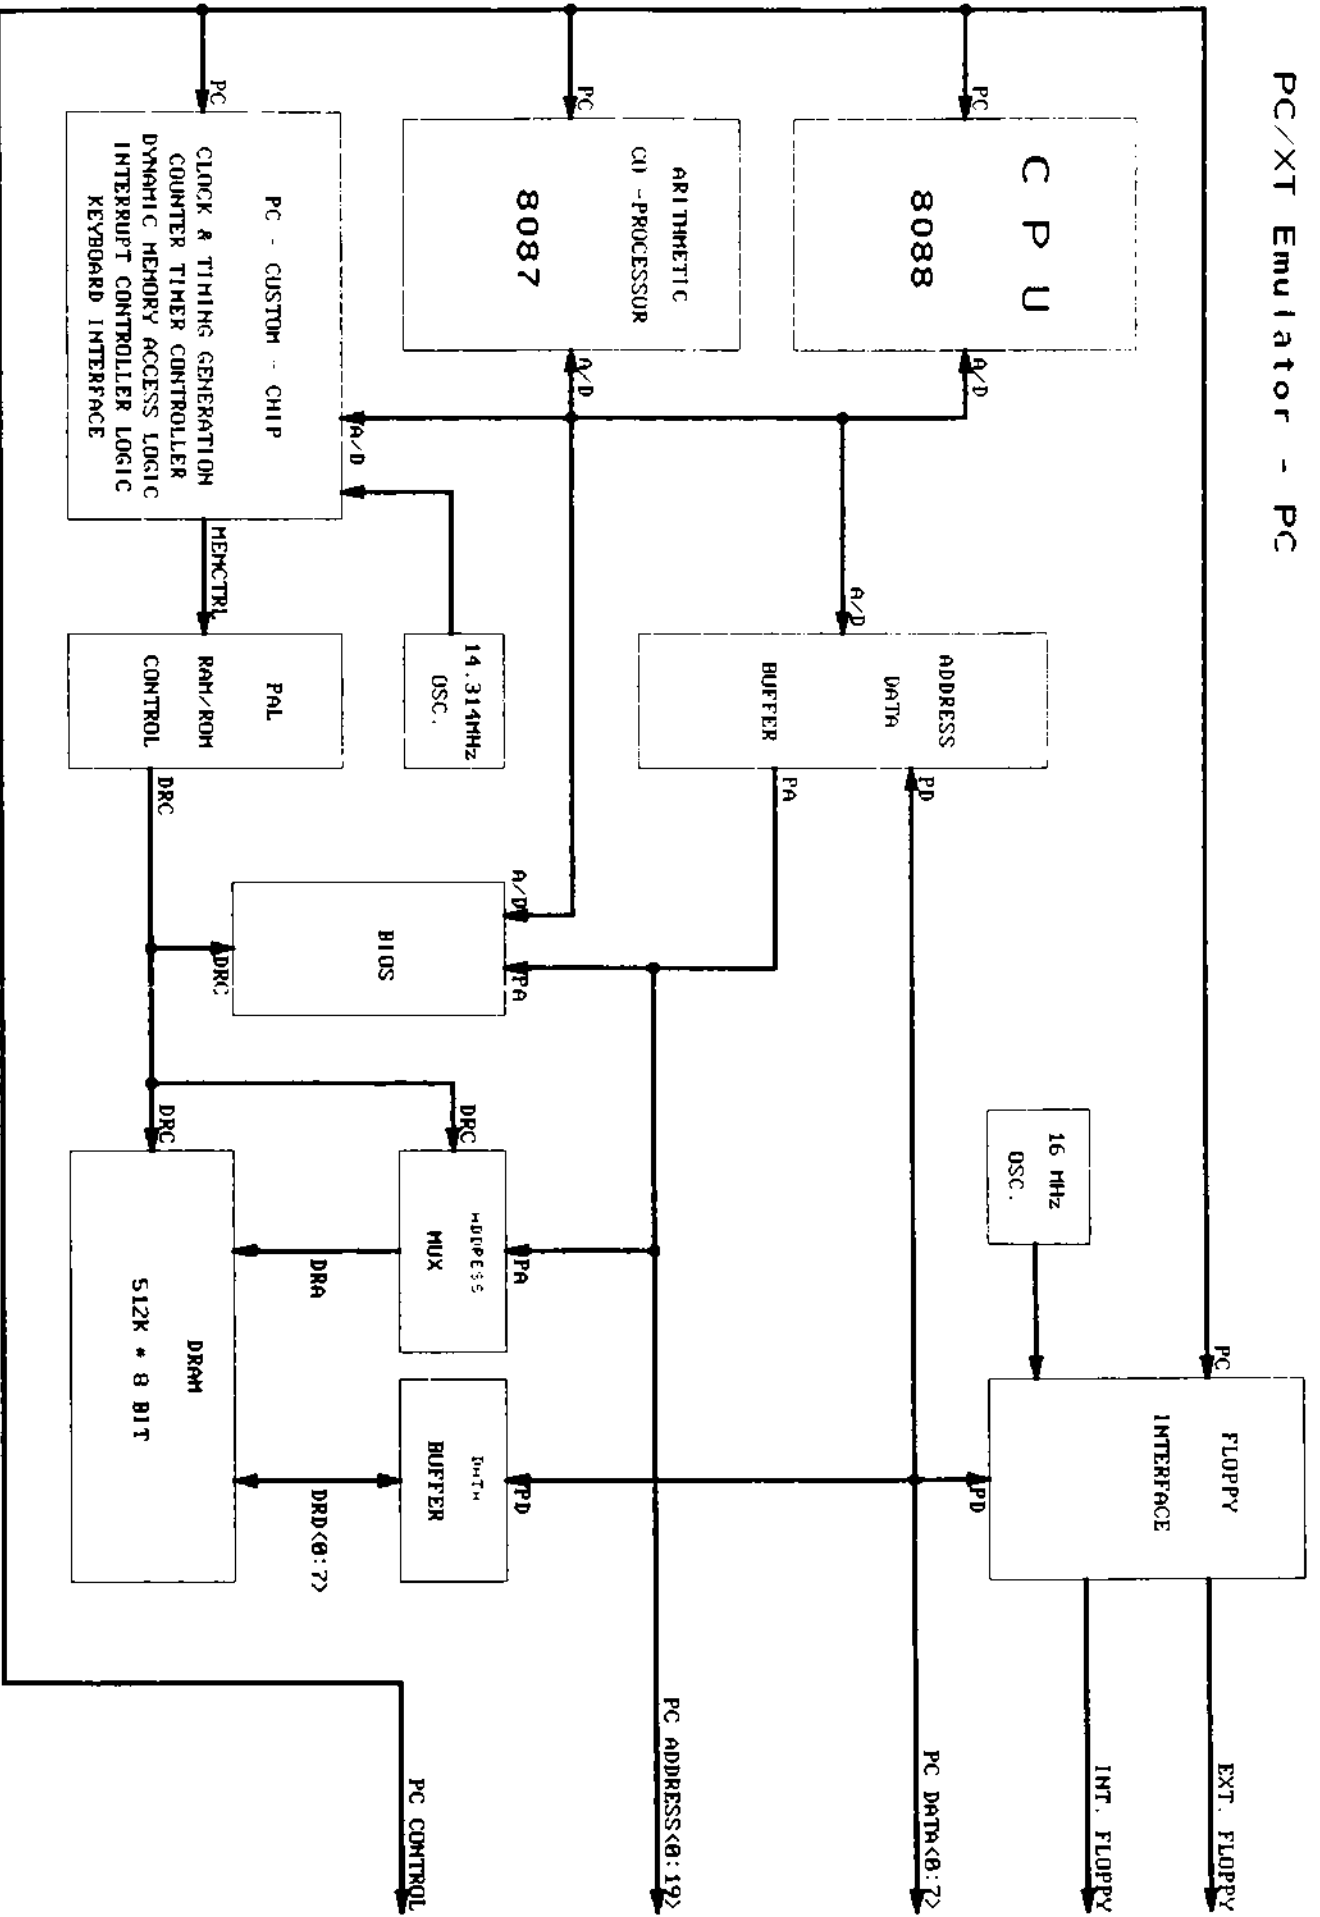 PC/XT Emulator - PC
PC
C P U
8088
A/D
PC
ARITHMETIC
CO -PROCESSOR
8087
A/D
PC
PC - CUSTOM - CHIP
CLOCK & TIMING GENERATION
COUNTER TIMER CONTROLLER
DYNAMIC MEMORY ACCESS LOGIC
INTERRUPT CONTROLLER LOGIC
KEYBOARD INTERFACE
A/D
MEMCTRL
A/D
ADDRESS
DATA
BUFFER
PD
PA
14.314MHz
OSC.
PAL
RAM/ROM
CONTROL
DRC
A/D
PA
BIOS
DRC
16 MHz
OSC.
DRC
DRC
PA
ADDRESS
MUX
DRA
DRAM
512K * 8 BIT
PC
FLOPPY
INTERFACE
PD
PD
DATA
BUFFER
DRD<0:7>
EXT. FLOPPY
INT. FLOPPY
PC DATA<0:7>
PC ADDRESS<0:19>
PC CONTROL